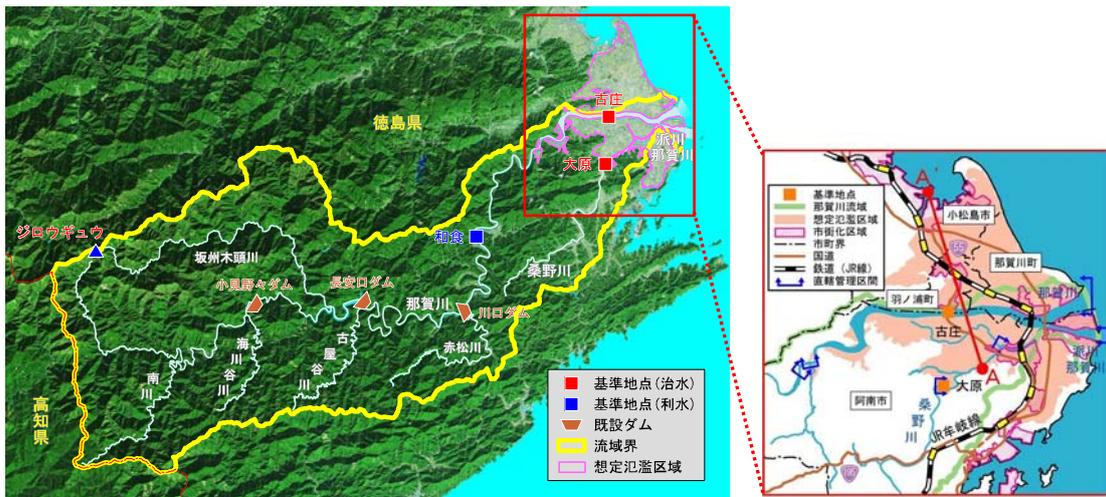 徳島県
古庄
大原
派川
那賀川
ジロウギュウ
和食
坂州木頭川
桑野川
小見野々ダム
長安口ダム
那賀川
川口ダム
赤松川
古屋谷川
海川谷川
南川
高知県
基準地点(治水)
基準地点(利水)
既設ダム
流域界
想定氾濫区域
A'
基準地点
那賀川流域
想定氾濫区域
市街化区域
市町界
国道
鉄道(JR線)
直轄管理区間
小松島市
55
那賀川町
羽ノ浦町
古庄
那賀川
派川
那賀川
A
大原
阿南市
桑野川
JR牟岐線